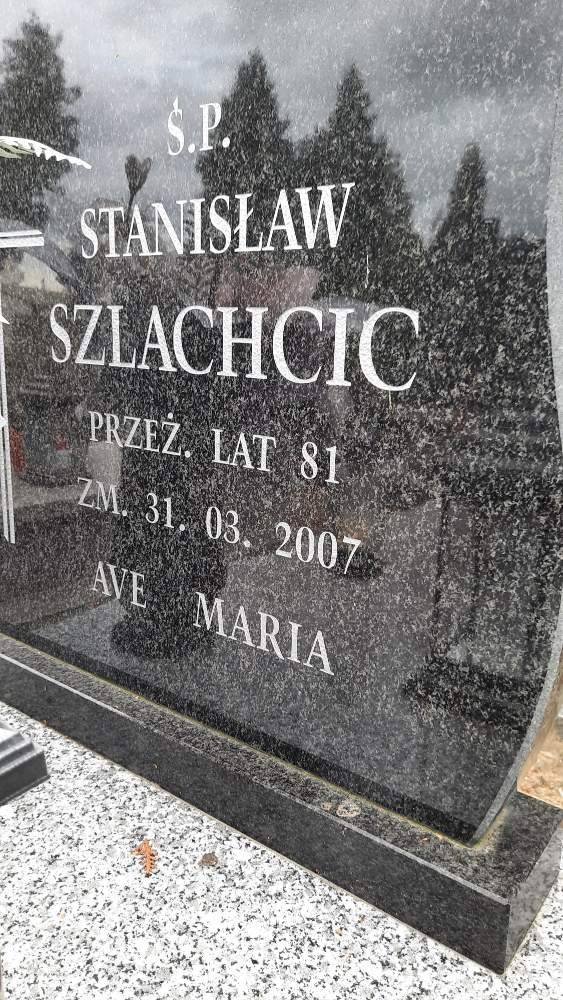 Ś.P.
STANISŁAW
SZLACHCIC
PRZEŻ. LAT 81
ZM. 31. 03. 2007
AVE MARIA